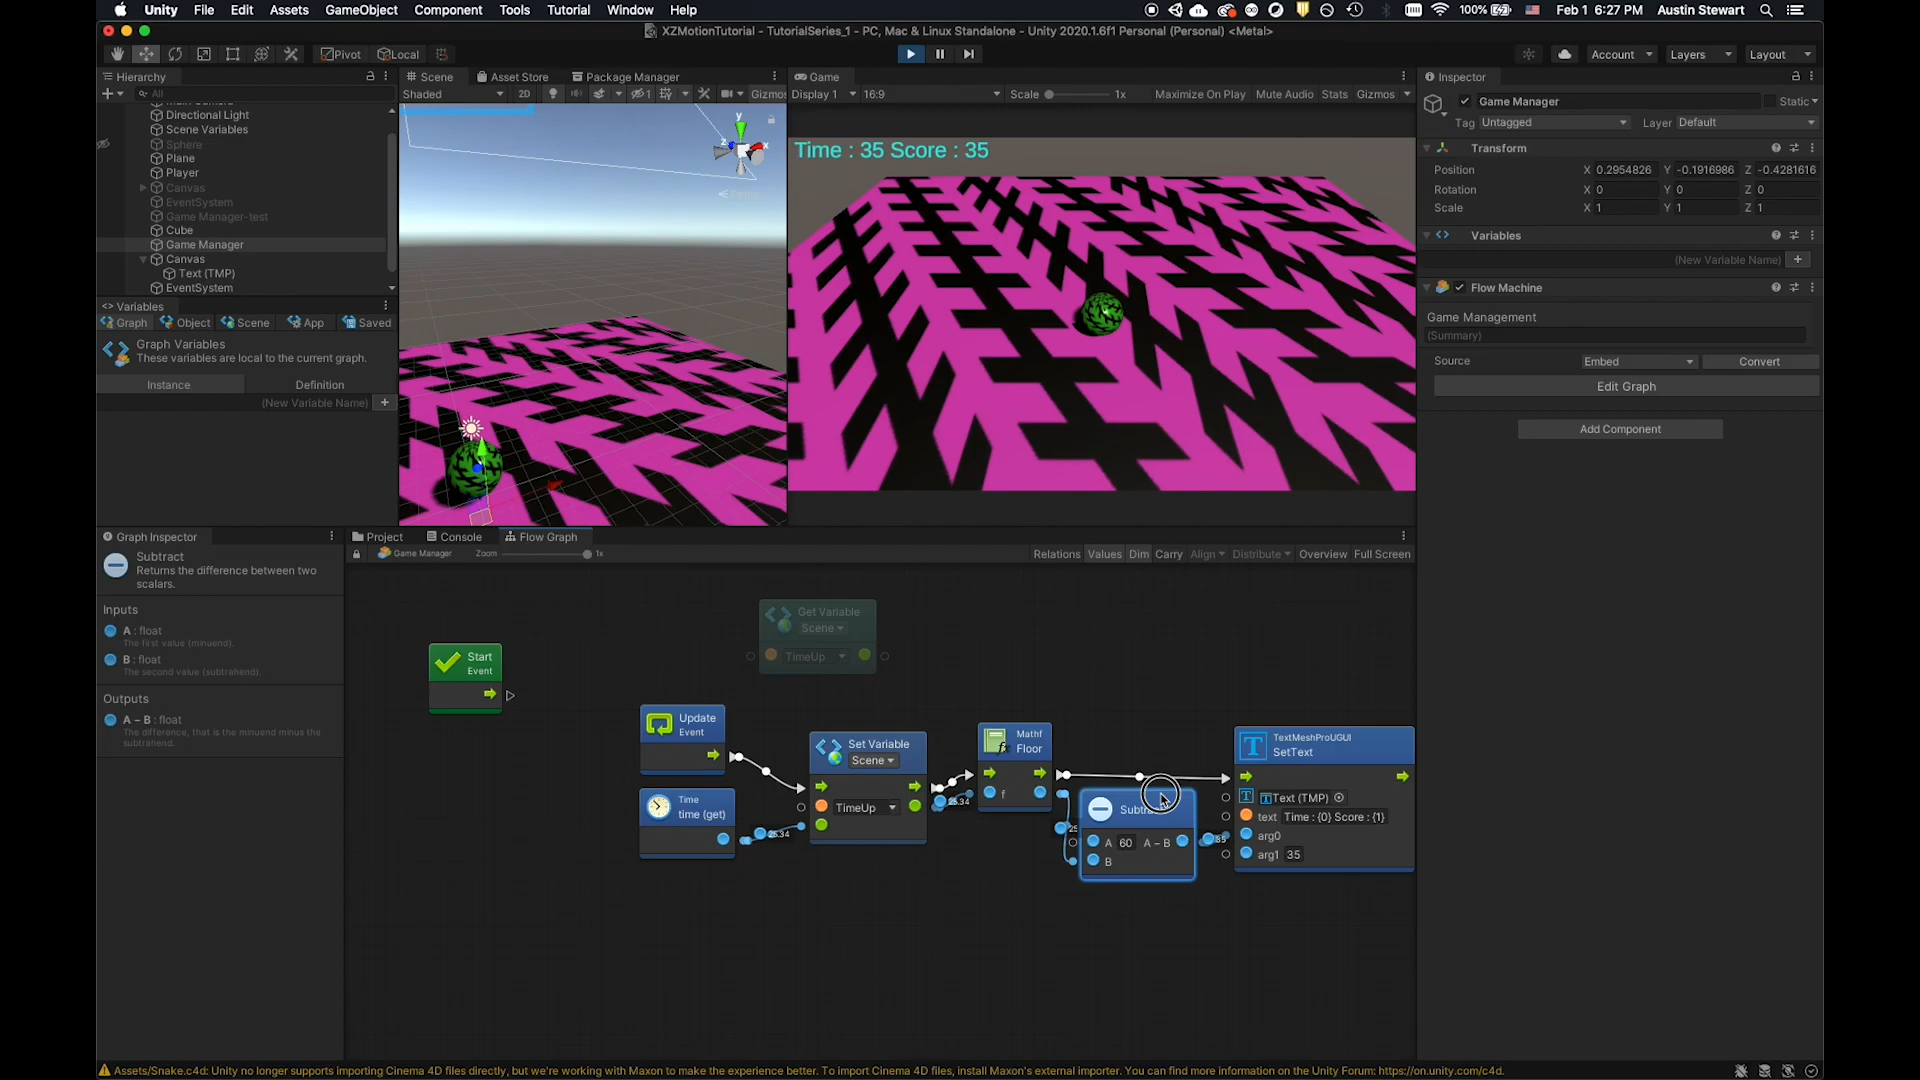 Unity File Edit Assets GameObject Component Tools Tutorial Window Help 100% Feb 1 6:27 PM Austin Stewart
XZMotionTutorial - TutorialSeries_1 - PC, Mac & Linux Standalone - Unity 2020.1.6f1 Personal (Personal) <Metal>
Pivot Local Account Layers Layout
Hierarchy
All
Directional Light
Scene Variables
Sphere
Plane
Player
Canvas
EventSystem
Game Manager-test
Cube
Game Manager
Canvas
Text (TMP)
EventSystem
<> Variables
Graph Object Scene App Saved
Graph Variables
These variables are local to the current graph.
Instance Definition
(New Variable Name)
Scene Asset Store Package Manager
Shaded 2D 1 Gizmos
y
z x
Persp
Game
Display 1 16:9 Scale 1x Maximize On Play Mute Audio Stats Gizmos
Time : 35 Score : 35
Inspector
Game Manager Static
Tag Untagged Layer Default
Transform
Position X 0.2954826 Y -0.1916986 Z -0.4281616
Rotation X 0 Y 0 Z 0
Scale X 1 Y 1 Z 1
Variables
(New Variable Name)
Flow Machine
Game Management
(Summary)
Source Embed Convert
Edit Graph
Add Component
Graph Inspector
Subtract
Returns the difference between two
scalars.
Inputs
A : float
The first value (minuend).
B : float
The second value (subtrahend).
Outputs
A – B : float
The difference, that is the minuend minus the
subtrahend.
Project Console Flow Graph
Game Manager Zoom 1x Relations Values Dim Carry Align Distribute Overview Full Screen
Get Variable
Scene
TimeUp
Start
Event
Update
Event
Time
time (get)
25.34
Set Variable
Scene
TimeUp
25.34
Mathf
Floor
f
25
A 60 A – B
B
35
TextMeshProUGUI
SetText
Text (TMP)
text Time : {0} Score : {1}
arg0
arg1 35
Assets/Snake.c4d: Unity no longer supports importing Cinema 4D files directly, but we're working with Maxon to make the experience better. To import Cinema 4D files, install Maxon's external importer. You can find more information on the Unity Forum: https://on.unity.com/c4d.